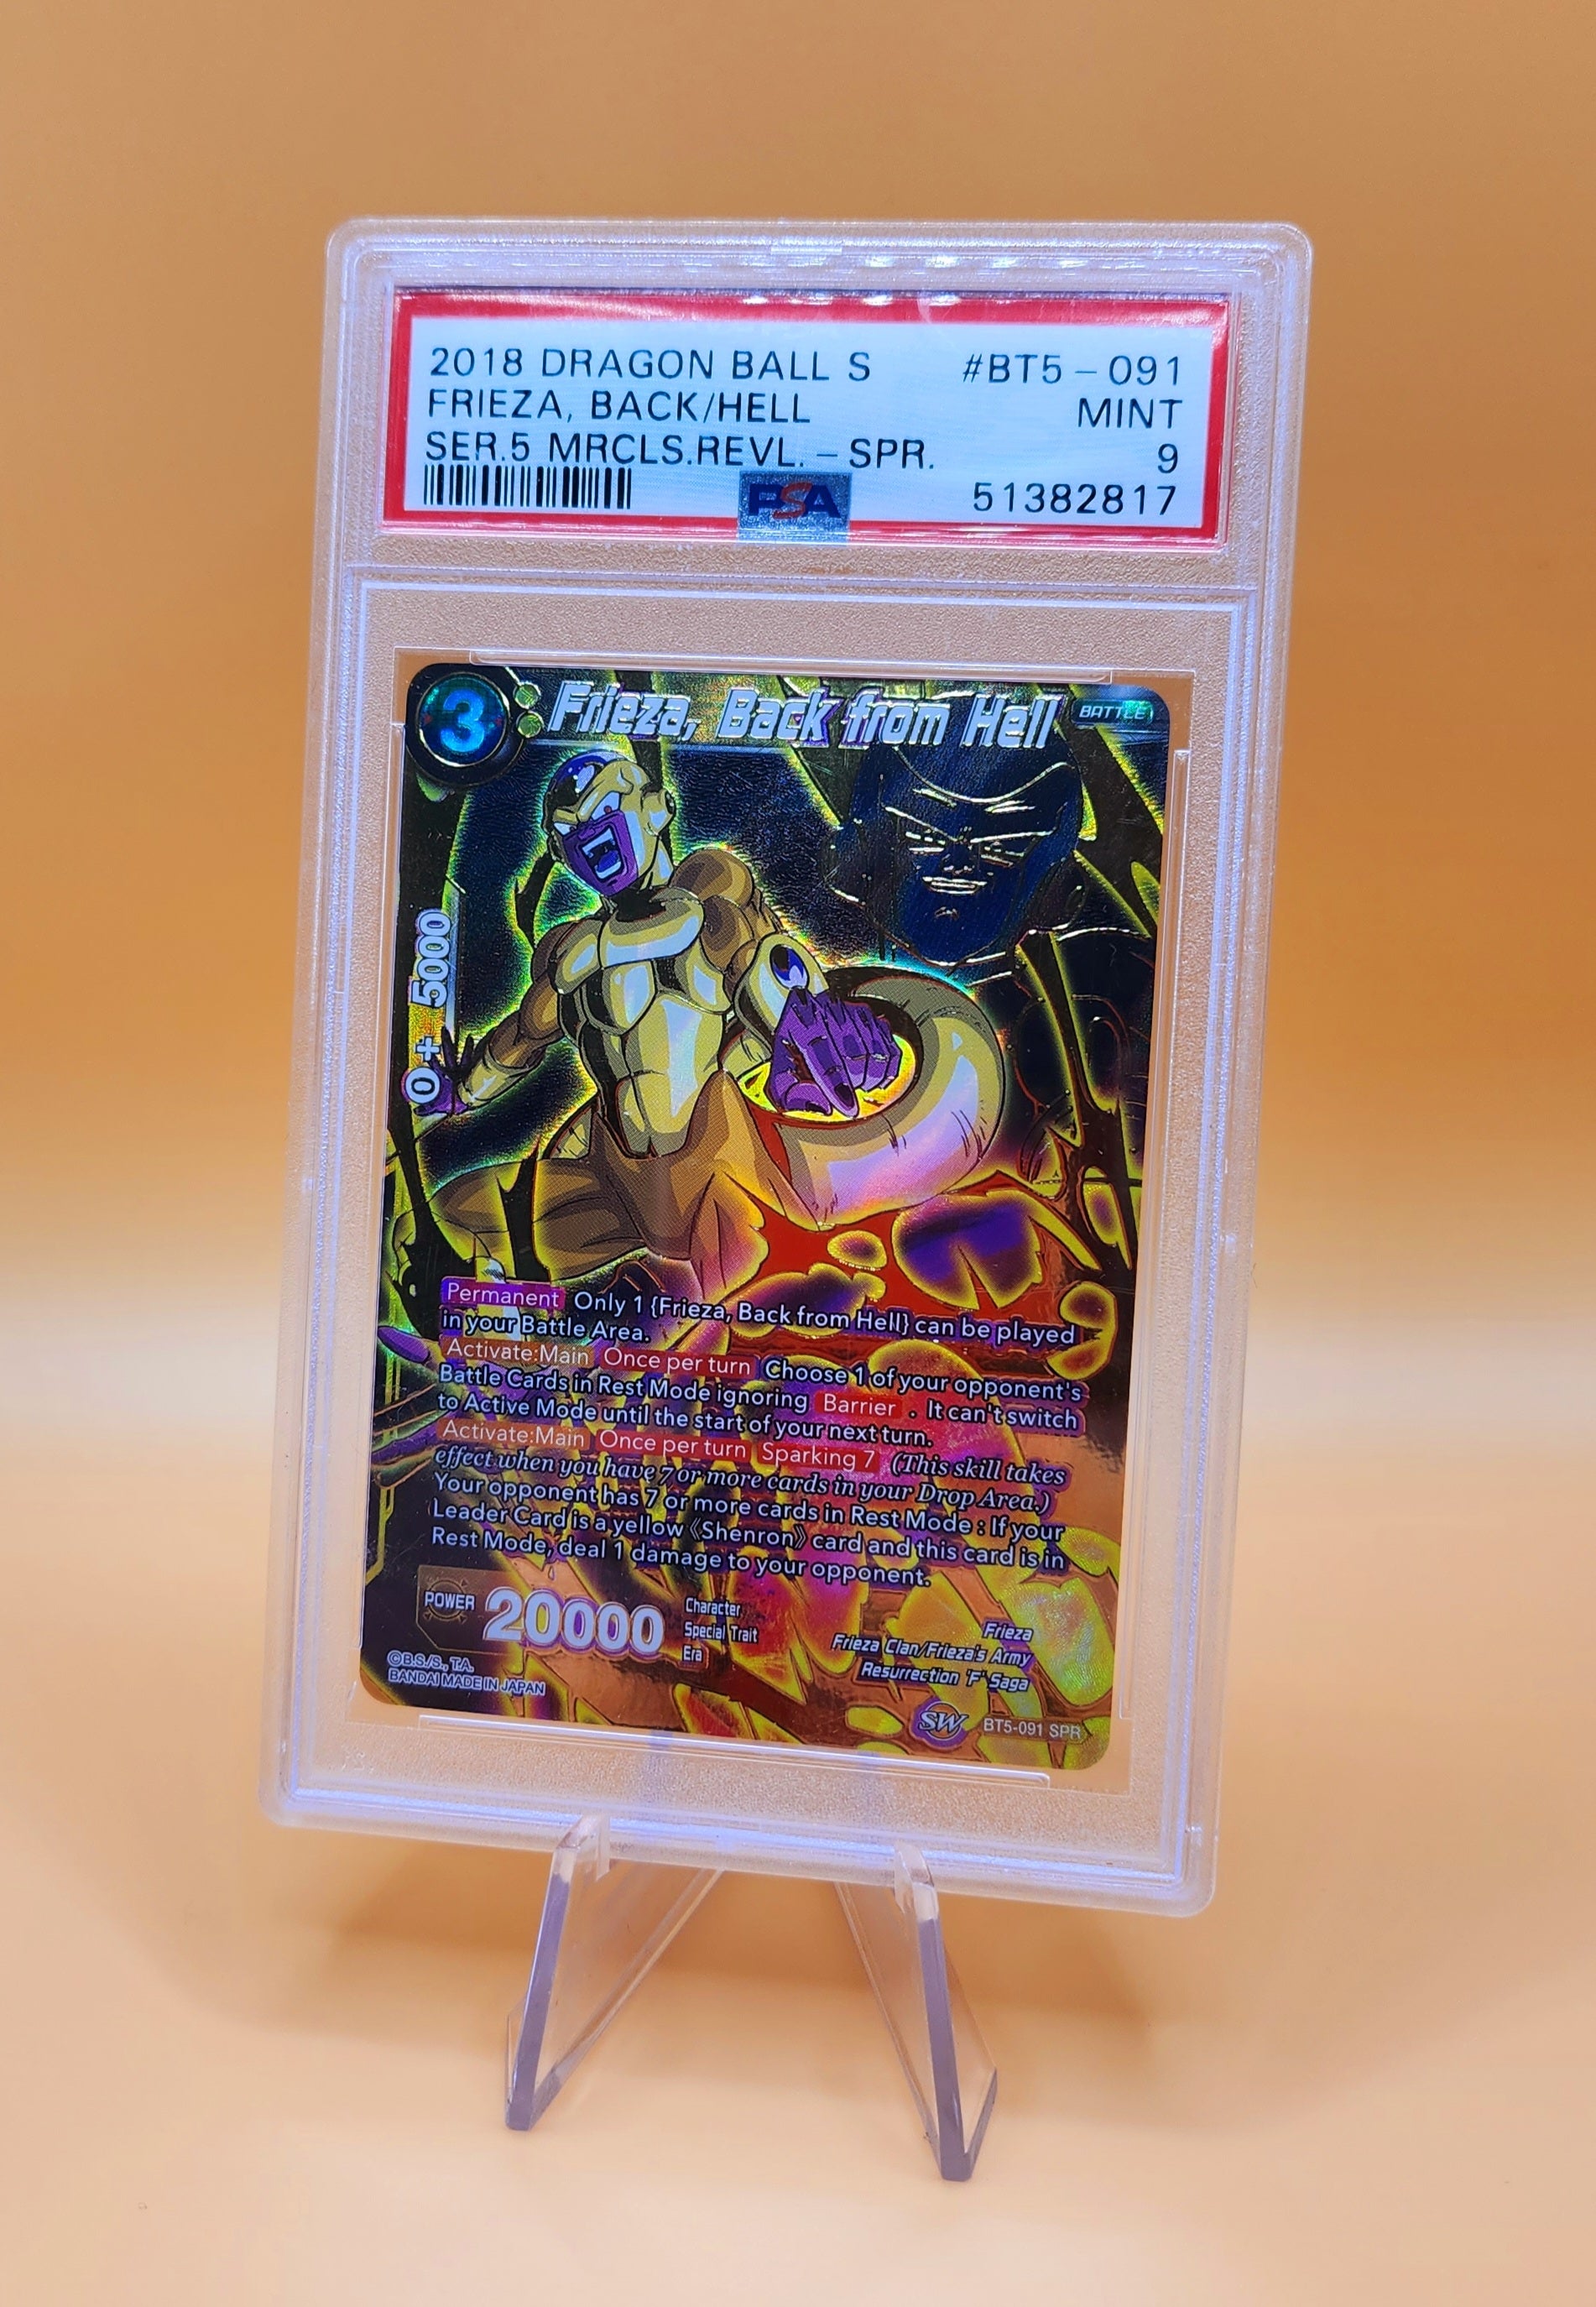 2018 DRAGON BALL S #BT5 - 091
FRIEZA, BACK/HELL MINT
SER.5 MRCLS.REVL. - SPR. 9
PSA 51382817
3 Frieza, Back from Hell BATTLE
0 + 5000
Permanent Only 1 {Frieza, Back from Hell} can be played
in your Battle Area.
Activate:Main Once per turn Choose 1 of your opponent's
Battle Cards in Rest Mode ignoring Barrier . It can't switch
to Active Mode until the start of your next turn.
Activate:Main Once per turn Sparking 7 (This skill takes
effect when you have 7 or more cards in your Drop Area.)
Your opponent has 7 or more cards in Rest Mode : If your
Leader Card is a yellow 《Shenron》 card and this card is in
Rest Mode, deal 1 damage to your opponent.
POWER 20000
Character Frieza
Special Trait Frieza Clan/Frieza's Army
Era Resurrection 'F' Saga
©B.S./S., T.A.
BANDAI MADE IN JAPAN
SW BT5-091 SPR